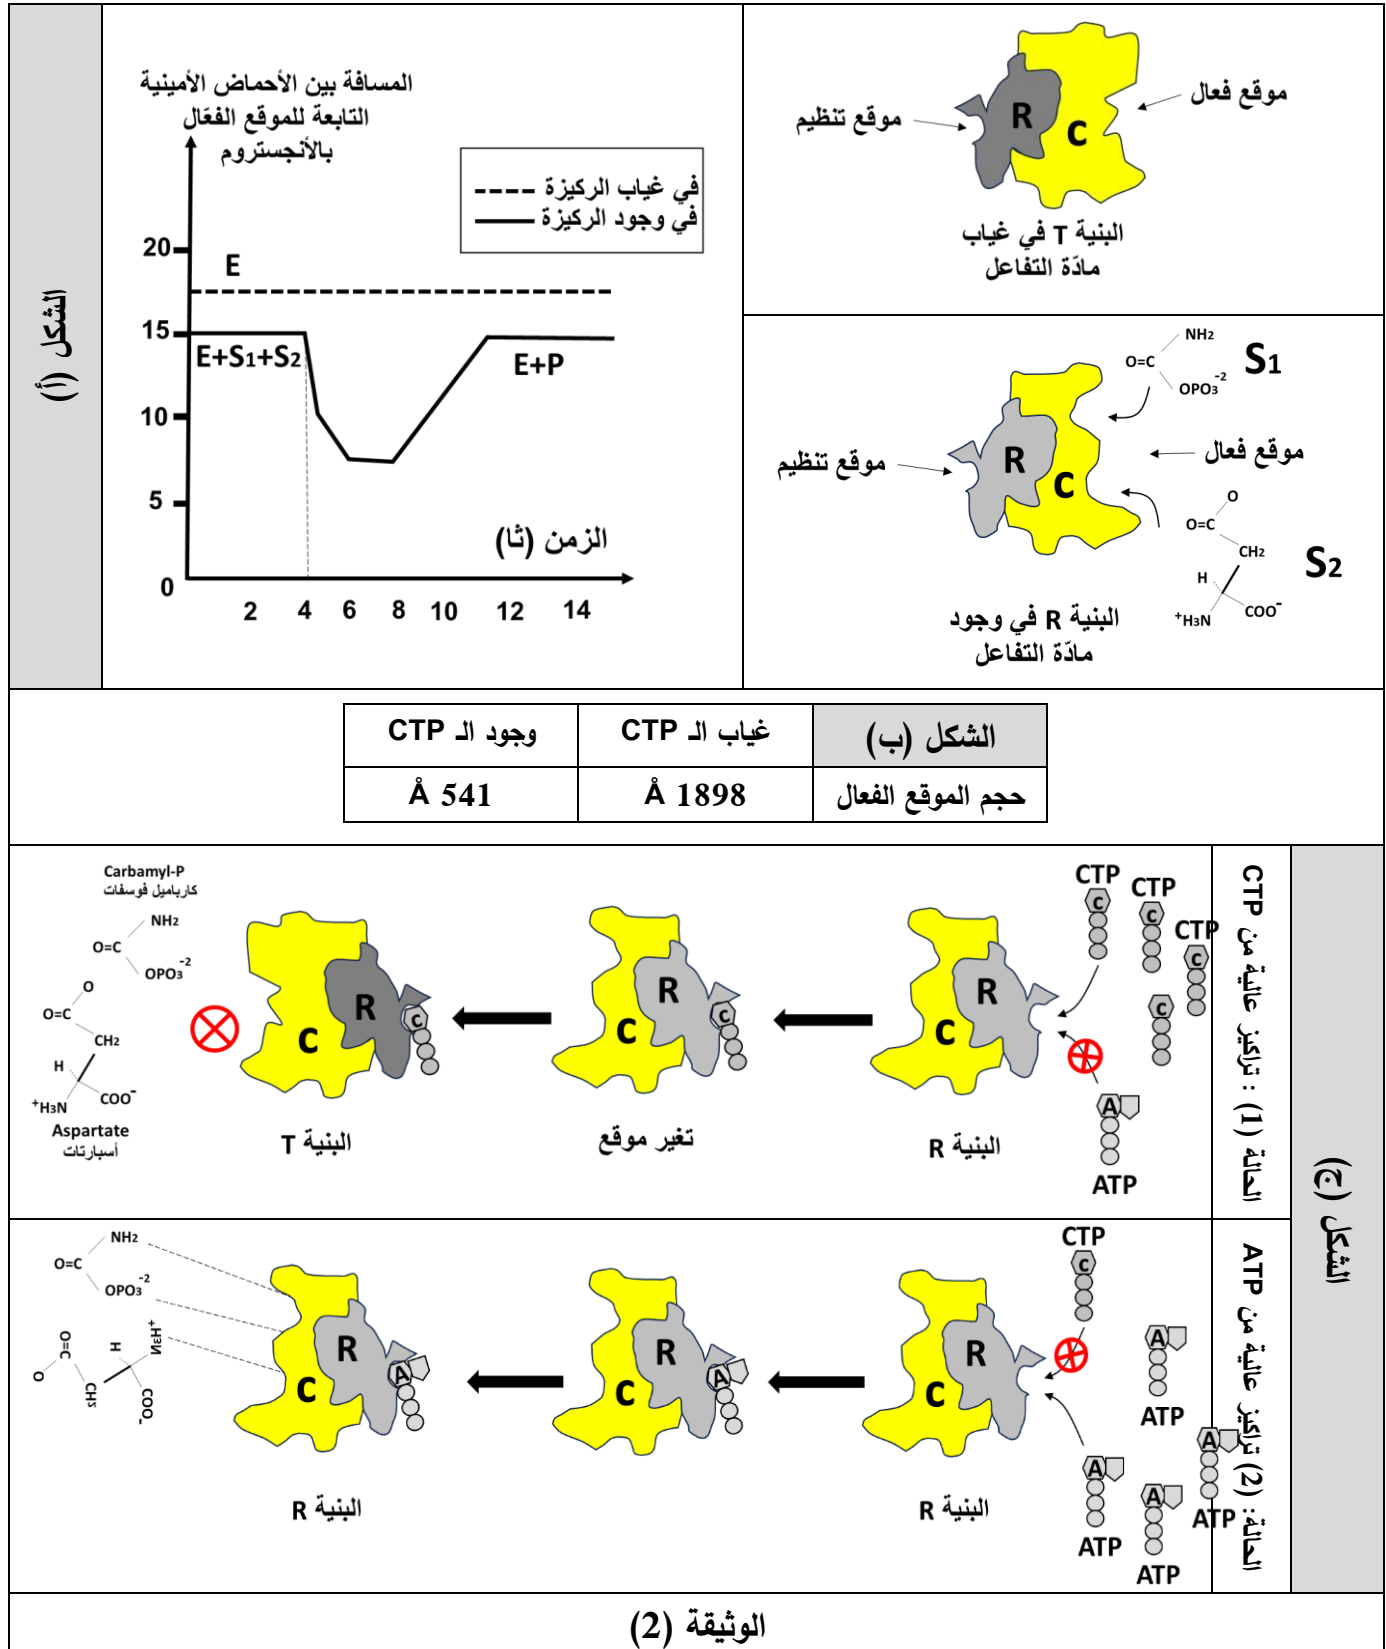 الشكل (أ)
المسافة بين الأحماض الأمينية
التابعة للموقع الفعّال
بالأنجستروم
في غياب الركيزة
في وجود الركيزة
20
15
10
5
0
E
E+S1+S2
E+P
الزمن (ثا)
2 4 6 8 10 12 14
موقع فعال
موقع تنظيم
R
C
البنية T في غياب
مادّة التفاعل
NH2
O=C
OPO3-2
S1
موقع فعال
موقع تنظيم
R
C
O
O=C
CH2
H
+H3N
COO-
S2
البنية R في وجود
مادّة التفاعل
الشكل (ب)
غياب الـ CTP
وجود الـ CTP
حجم الموقع الفعال
1898 Å
541 Å
الشكل (ج)
الحالة (1) : تراكيز عالية من CTP
CTP
CTP
CTP
c
c
c
c
A
ATP
R
C
البنية R
R
C
c
تغير موقع
R
C
c
البنية T
Carbamyl-P
كارباميل فوسفات
NH2
O=C
OPO3-2
O
O=C
CH2
H
+H3N
COO-
Aspartate
أسبارتات
الحالة: (2) تراكيز عالية من ATP
CTP
c
A
ATP
A
ATP
A
ATP
A
ATP
R
C
البنية R
R
C
A
R
C
A
البنية R
NH2
O=C
OPO3-2
+H3N
H
O=C
O
CH2
COO-
الوثيقة (2)